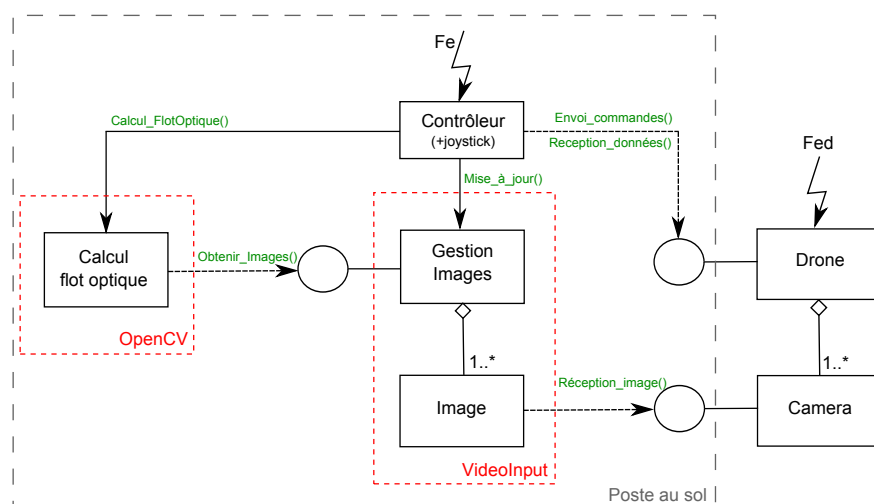 Fe
Contrôleur
(+joystick)
Calcul_FlotOptique()
Envoi_commandes()
Reception_données()
Fed
Mise_à_jour()
Calcul
flot optique
Obtenir_Images()
Gestion
Images
Drone
OpenCV
1..*
1..*
Image
Réception_image()
Camera
VideoInput
Poste au sol